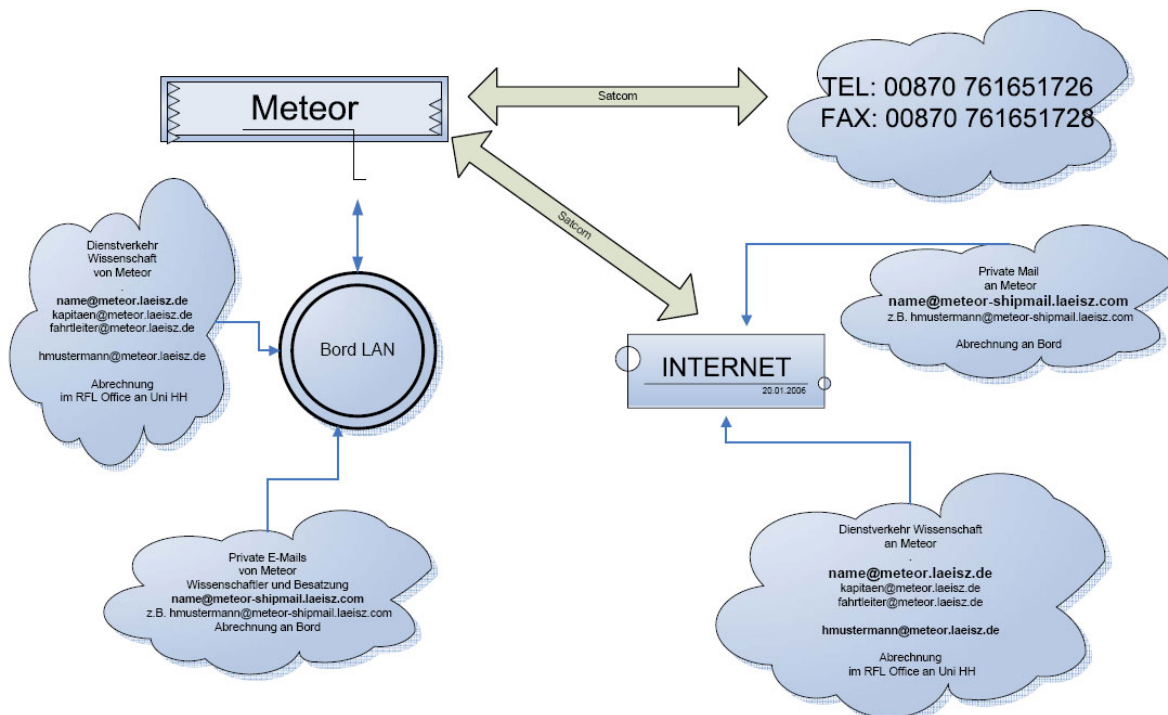 Meteor
Satcom
TEL: 00870 761651726
FAX: 00870 761651728
Satcom
Dienstverkehr
Wissenschaft
von Meteor
.
name@meteor.laeisz.de
kapitaen@meteor.laeisz.de
fahrtleiter@meteor.laeisz.de
hmustermann@meteor.laeisz.de
Abrechnung
im RFL Office an Uni HH
Bord LAN
Private Mail
an Meteor
name@meteor-shipmail.laeisz.com
z.B. hmustermann@meteor-shipmail.laeisz.com
Abrechnung an Bord
INTERNET
20.01.2006
Private E-Mails
von Meteor
Wissenschaftler und Besatzung
name@meteor-shipmail.laeisz.com
z.B. hmustermann@meteor-shipmail.laeisz.com
Abrechnung an Bord
Dienstverkehr Wissenschaft
an Meteor
.
name@meteor.laeisz.de
kapitaen@meteor.laeisz.de
fahrtleiter@meteor.laeisz.de
hmustermann@meteor.laeisz.de
Abrechnung
im RFL Office an Uni HH